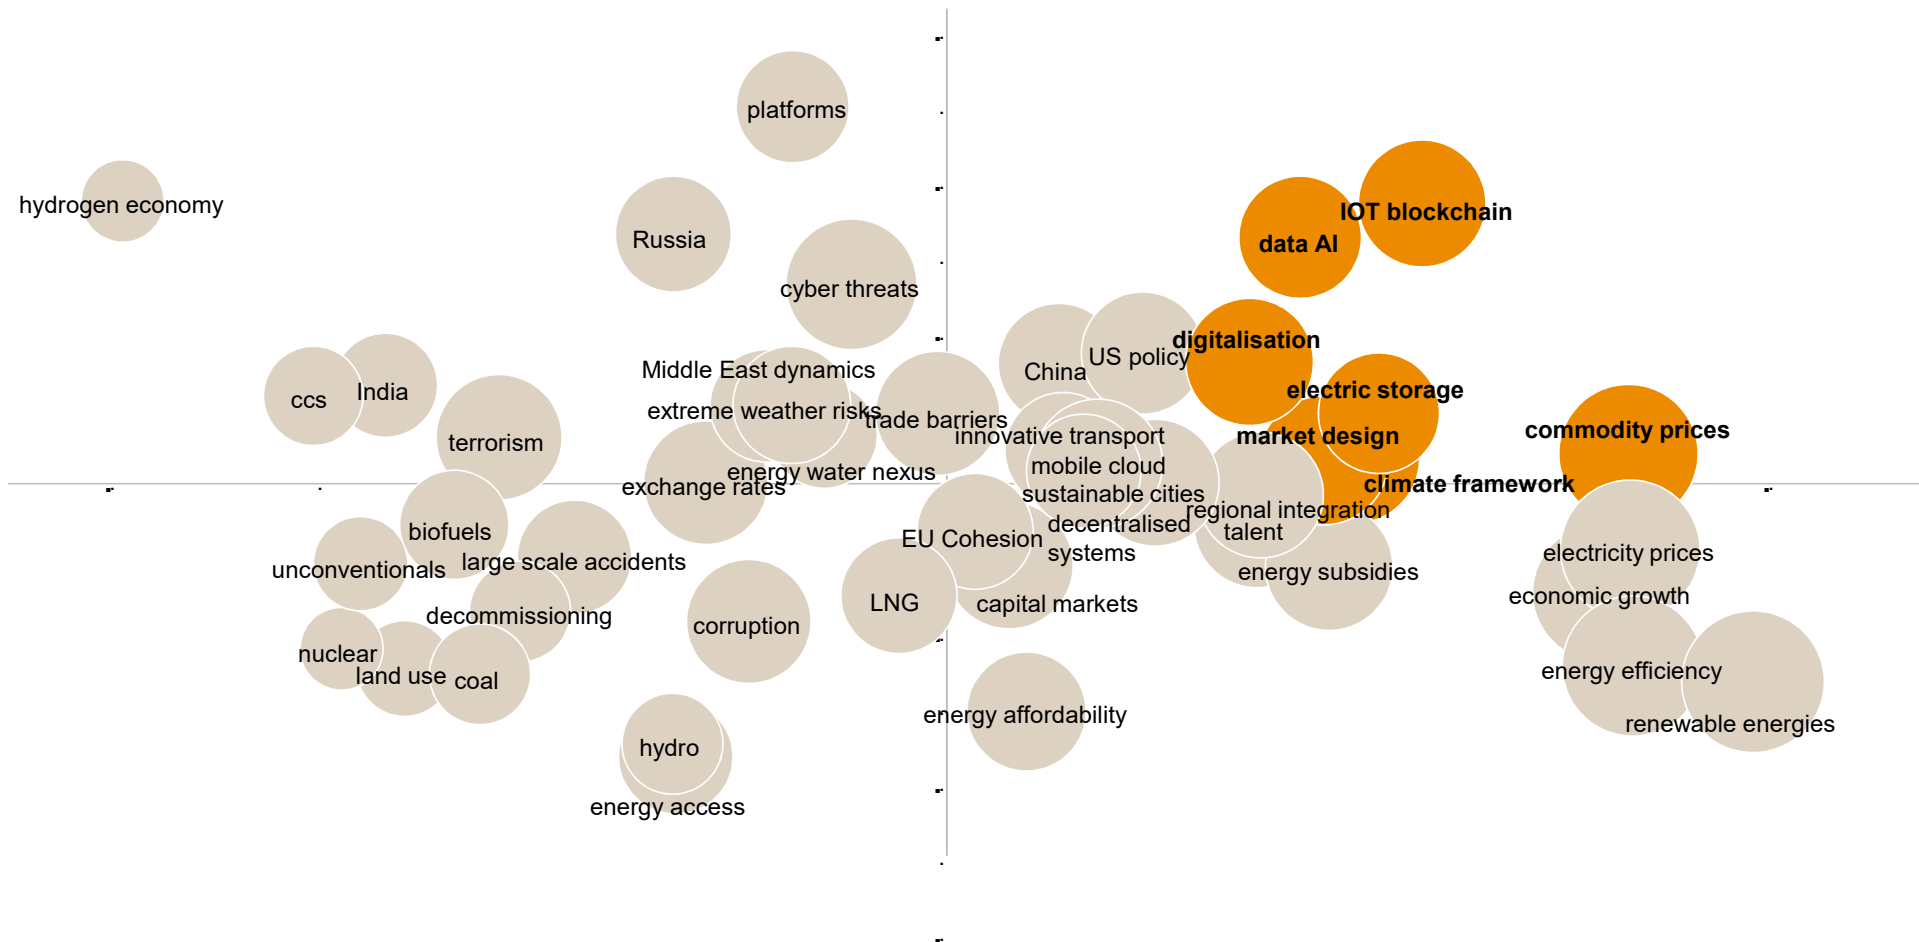 platforms
hydrogen economy
IOT blockchain
Russia
data AI
cyber threats
digitalisation
US policy
Middle East dynamics
China
ccs
India
electric storage
extreme weather risks
trade barriers
commodity prices
terrorism
innovative transport
market design
mobile cloud
energy water nexus
exchange rates
climate framework
sustainable cities
regional integration
decentralised
systems
talent
biofuels
EU Cohesion
electricity prices
large scale accidents
unconventionals
energy subsidies
economic growth
LNG
capital markets
decommissioning
corruption
nuclear
land use
coal
energy efficiency
energy affordability
renewable energies
hydro
energy access